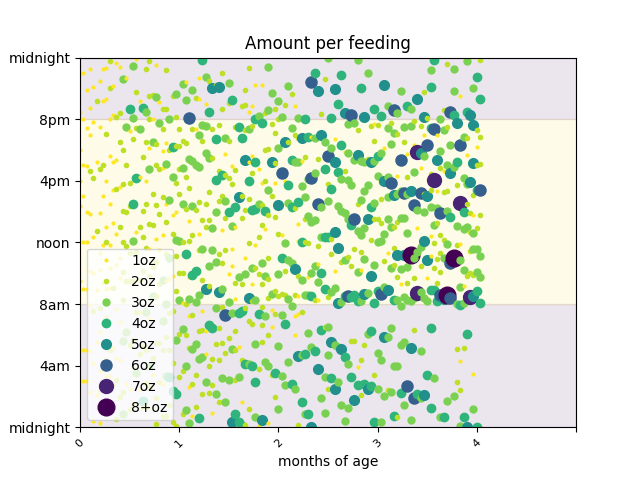 Amount per feeding
midnight
8pm
4pm
noon
8am
4am
midnight
1oz
2oz
3oz
4oz
5oz
6oz
7oz
8+oz
0
1
2
3
4
months of age